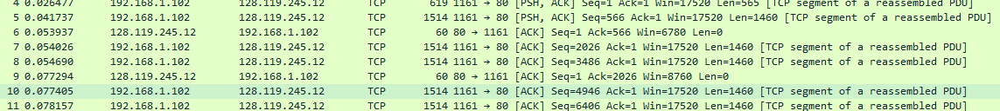 4 0.026477 192.168.1.102 128.119.245.12 TCP 619 1161 → 80 [PSH, ACK] Seq=1 Ack=1 Win=17520 Len=565 [TCP segment of a reassembled PDU]
5 0.041737 192.168.1.102 128.119.245.12 TCP 1514 1161 → 80 [PSH, ACK] Seq=566 Ack=1 Win=17520 Len=1460 [TCP segment of a reassembled PDU]
6 0.053937 128.119.245.12 192.168.1.102 TCP 60 80 → 1161 [ACK] Seq=1 Ack=566 Win=6780 Len=0
7 0.054026 192.168.1.102 128.119.245.12 TCP 1514 1161 → 80 [ACK] Seq=2026 Ack=1 Win=17520 Len=1460 [TCP segment of a reassembled PDU]
8 0.054690 192.168.1.102 128.119.245.12 TCP 1514 1161 → 80 [ACK] Seq=3486 Ack=1 Win=17520 Len=1460 [TCP segment of a reassembled PDU]
9 0.077294 128.119.245.12 192.168.1.102 TCP 60 80 → 1161 [ACK] Seq=1 Ack=2026 Win=8760 Len=0
10 0.077405 192.168.1.102 128.119.245.12 TCP 1514 1161 → 80 [ACK] Seq=4946 Ack=1 Win=17520 Len=1460 [TCP segment of a reassembled PDU]
11 0.078157 192.168.1.102 128.119.245.12 TCP 1514 1161 → 80 [ACK] Seq=6406 Ack=1 Win=17520 Len=1460 [TCP segment of a reassembled PDU]